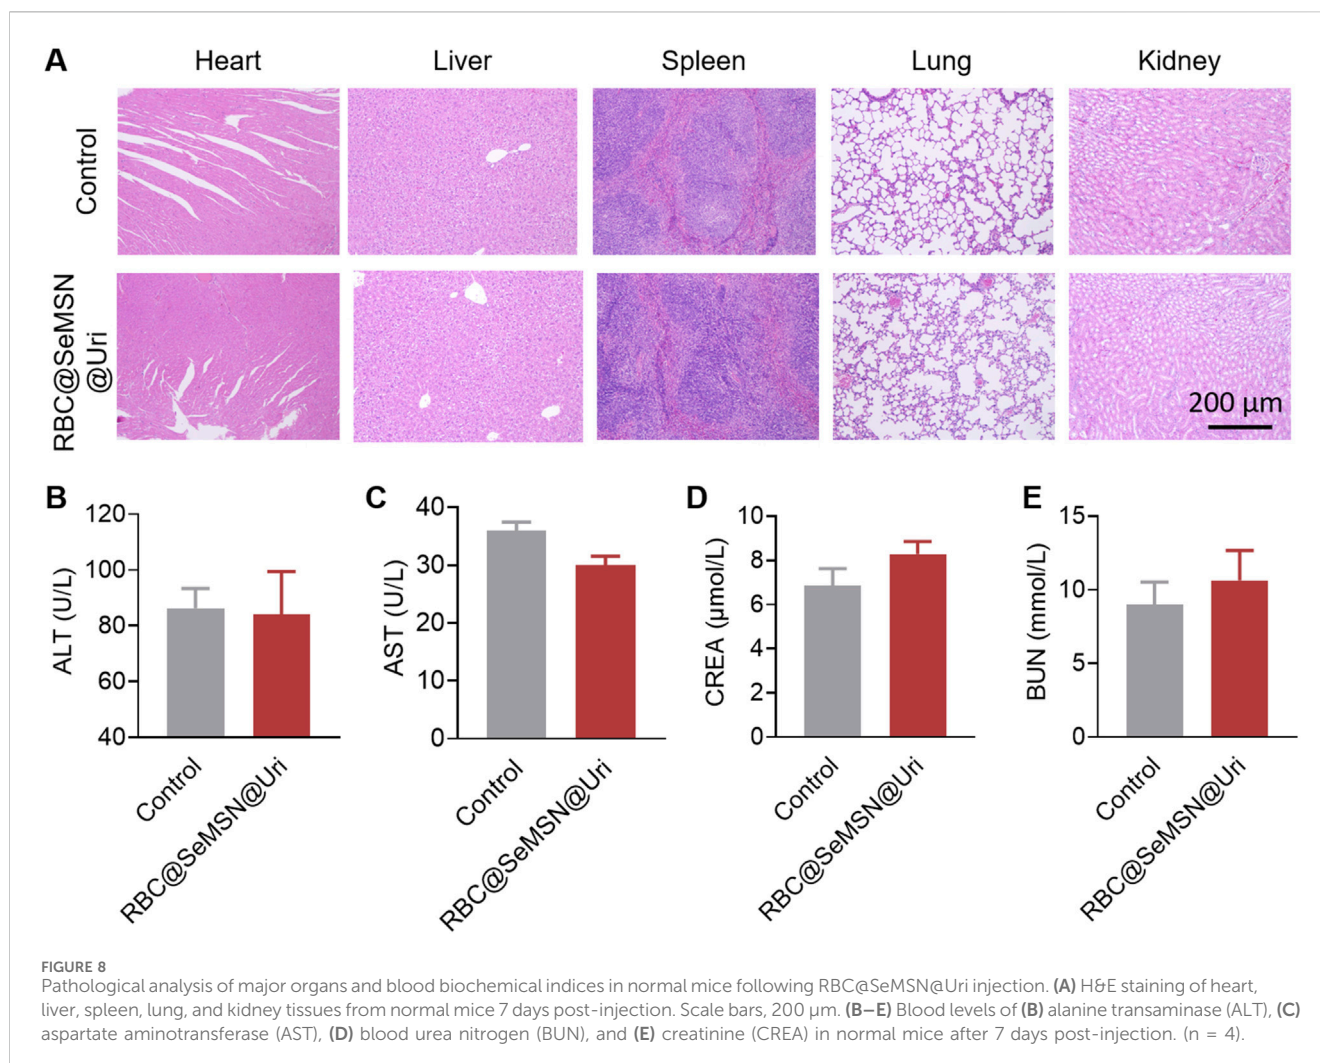 A
Heart Liver Spleen Lung Kidney
Control
RBC@SeMSN
@Uri
200 µm
B
ALT (U/L)
120
100
80
60
40
Control
RBC@SeMSN@Uri
C
AST (U/L)
40
30
20
10
0
Control
RBC@SeMSN@Uri
D
CREA (µmol/L)
10
8
6
4
2
0
Control
RBC@SeMSN@Uri
E
BUN (mmol/L)
15
10
5
0
Control
RBC@SeMSN@Uri
FIGURE 8
Pathological analysis of major organs and blood biochemical indices in normal mice following RBC@SeMSN@Uri injection. (A) H&E staining of heart,
liver, spleen, lung, and kidney tissues from normal mice 7 days post-injection. Scale bars, 200 µm. (B–E) Blood levels of (B) alanine transaminase (ALT), (C)
aspartate aminotransferase (AST), (D) blood urea nitrogen (BUN), and (E) creatinine (CREA) in normal mice after 7 days post-injection. (n = 4).